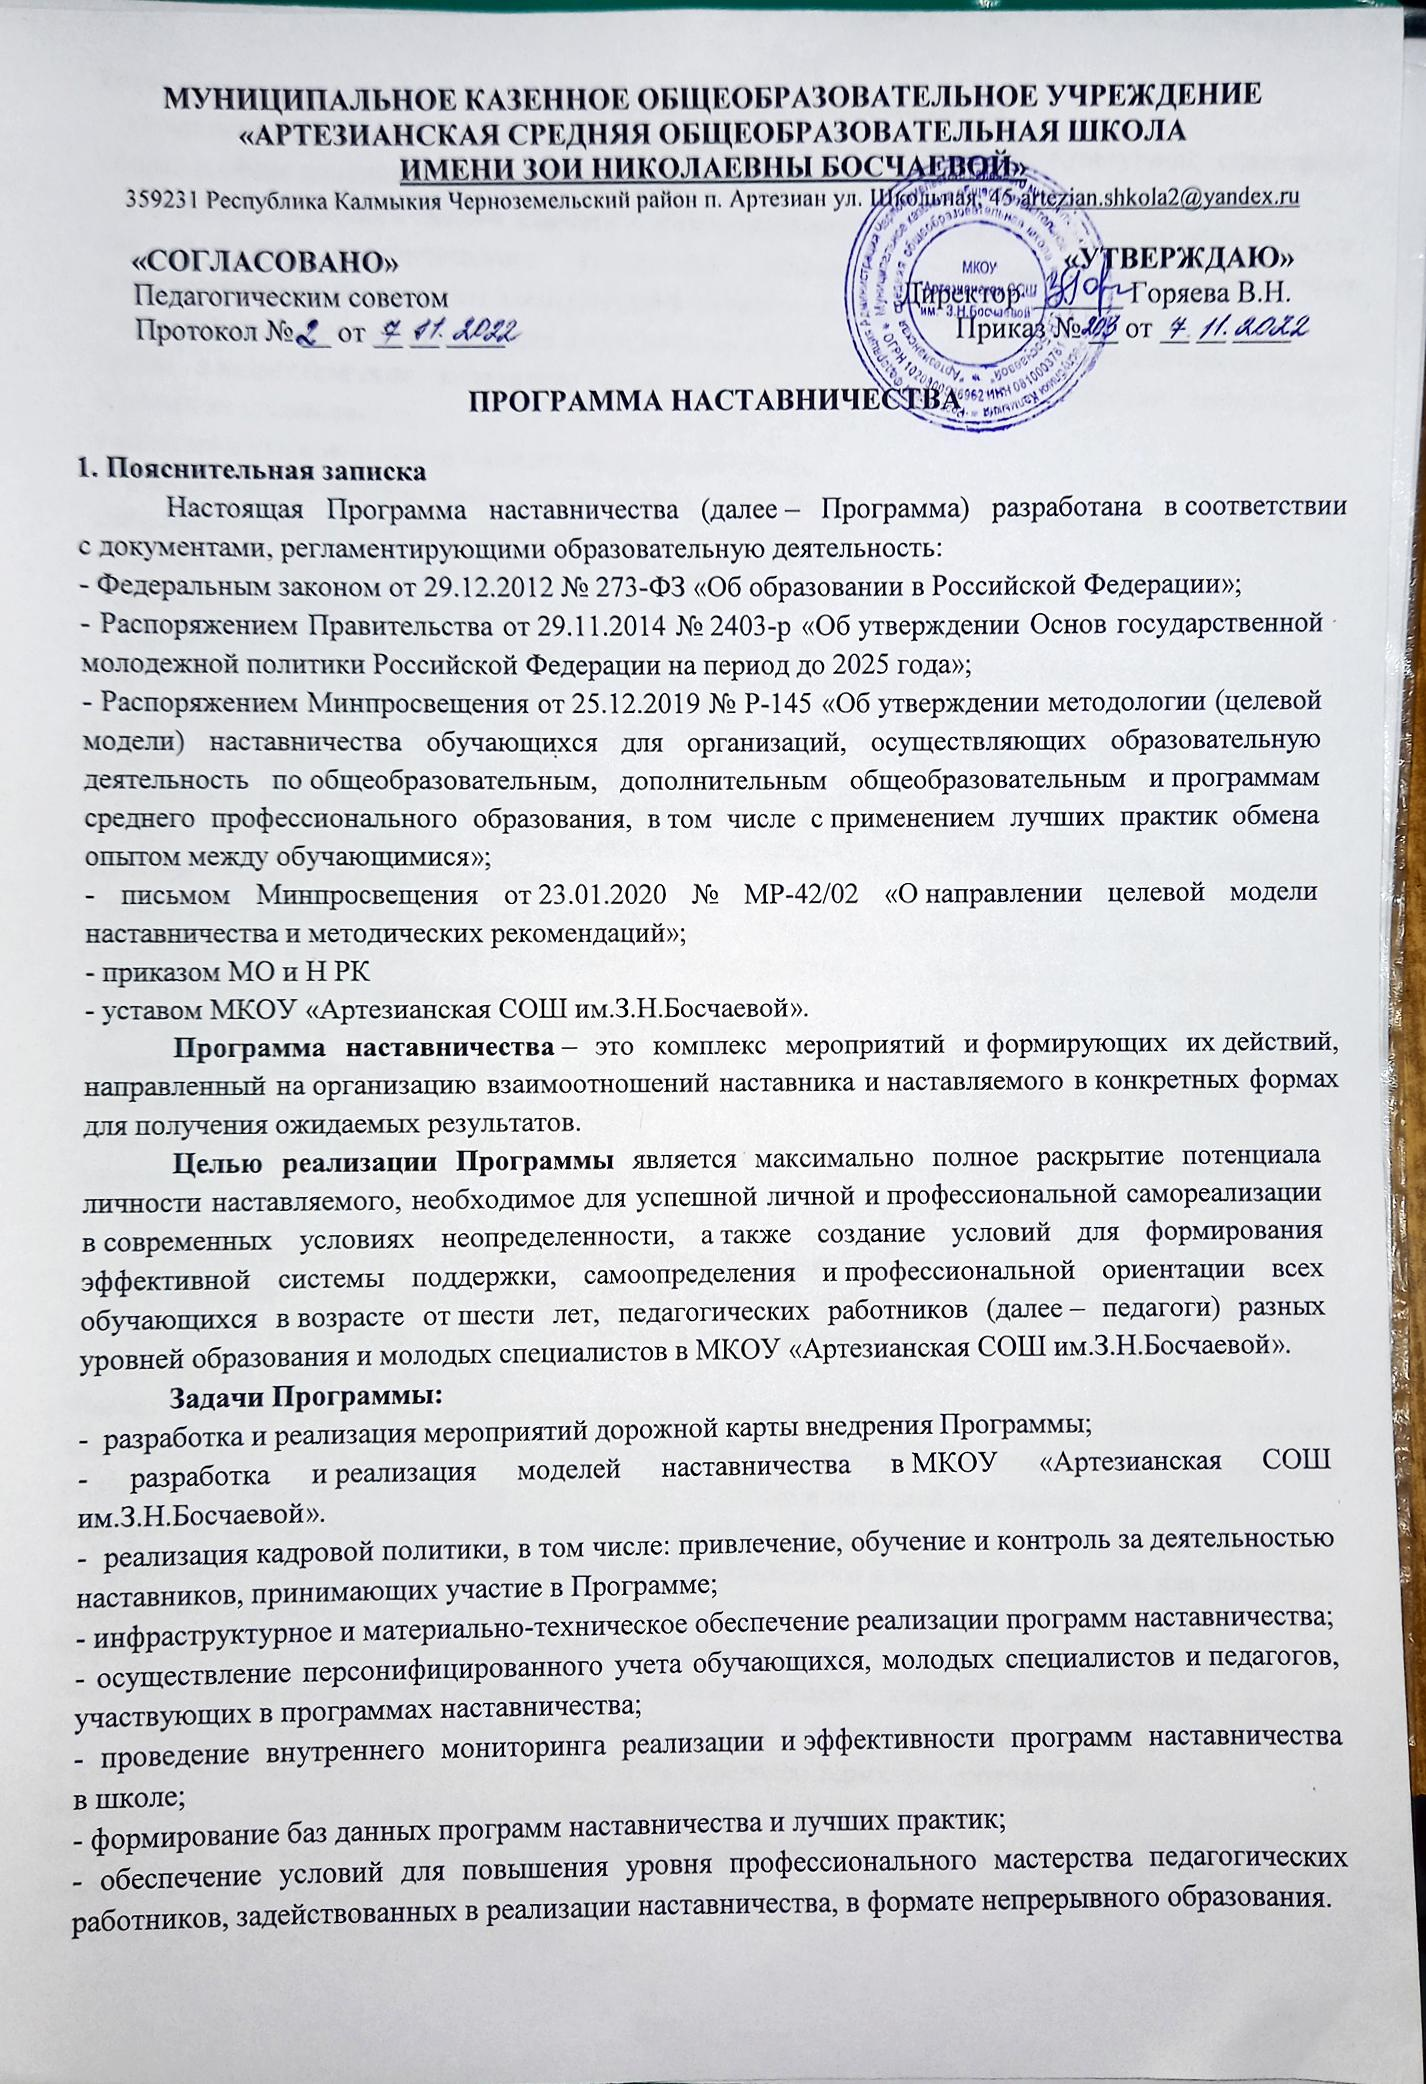 МУНИЦИПАЛЬНОЕ КАЗЕННОЕ ОБЩЕОБРАЗОВАТЕЛЬНОЕ УЧРЕЖДЕНИЕ
«АРТЕЗИАНСКАЯ СРЕДНЯЯ ОБЩЕОБРАЗОВАТЕЛЬНАЯ ШКОЛА
ИМЕНИ ЗОИ НИКОЛАЕВНЫ БОСЧАЕВОЙ»
359231 Республика Калмыкия Черноземельский район п. Артезиан ул. Школьная, 45 artezian.shkola2@yandex.ru
«СОГЛАСОВАНО» «УТВЕРЖДАЮ»
Педагогическим советом Директор Горяева В.Н.
Протокол № 2 от 7 11. 2022 Приказ № 203 от 7. 11. 2022
МКОУ
"Артезианская СОШ
им. З.Н.Босчаевой"
ПРОГРАММА НАСТАВНИЧЕСТВА
1. Пояснительная записка
Настоящая Программа наставничества (далее – Программа) разработана в соответствии
с документами, регламентирующими образовательную деятельность:
- Федеральным законом от 29.12.2012 № 273-ФЗ «Об образовании в Российской Федерации»;
- Распоряжением Правительства от 29.11.2014 № 2403-р «Об утверждении Основ государственной
молодежной политики Российской Федерации на период до 2025 года»;
- Распоряжением Минпросвещения от 25.12.2019 № Р-145 «Об утверждении методологии (целевой
модели) наставничества обучающихся для организаций, осуществляющих образовательную
деятельность по общеобразовательным, дополнительным общеобразовательным и программам
среднего профессионального образования, в том числе с применением лучших практик обмена
опытом между обучающимися»;
- письмом Минпросвещения от 23.01.2020 № МР-42/02 «О направлении целевой модели
наставничества и методических рекомендаций»;
- приказом МО и Н РК
- уставом МКОУ «Артезианская СОШ им.З.Н.Босчаевой».
Программа наставничества – это комплекс мероприятий и формирующих их действий,
направленный на организацию взаимоотношений наставника и наставляемого в конкретных формах
для получения ожидаемых результатов.
Целью реализации Программы является максимально полное раскрытие потенциала
личности наставляемого, необходимое для успешной личной и профессиональной самореализации
в современных условиях неопределенности, а также создание условий для формирования
эффективной системы поддержки, самоопределения и профессиональной ориентации всех
обучающихся в возрасте от шести лет, педагогических работников (далее – педагоги) разных
уровней образования и молодых специалистов в МКОУ «Артезианская СОШ им.З.Н.Босчаевой».
Задачи Программы:
- разработка и реализация мероприятий дорожной карты внедрения Программы;
- разработка и реализация моделей наставничества в МКОУ «Артезианская СОШ
им.З.Н.Босчаевой».
- реализация кадровой политики, в том числе: привлечение, обучение и контроль за деятельностью
наставников, принимающих участие в Программе;
- инфраструктурное и материально-техническое обеспечение реализации программ наставничества;
- осуществление персонифицированного учета обучающихся, молодых специалистов и педагогов,
участвующих в программах наставничества;
- проведение внутреннего мониторинга реализации и эффективности программ наставничества
в школе;
- формирование баз данных программ наставничества и лучших практик;
- обеспечение условий для повышения уровня профессионального мастерства педагогических
работников, задействованных в реализации наставничества, в формате непрерывного образования.